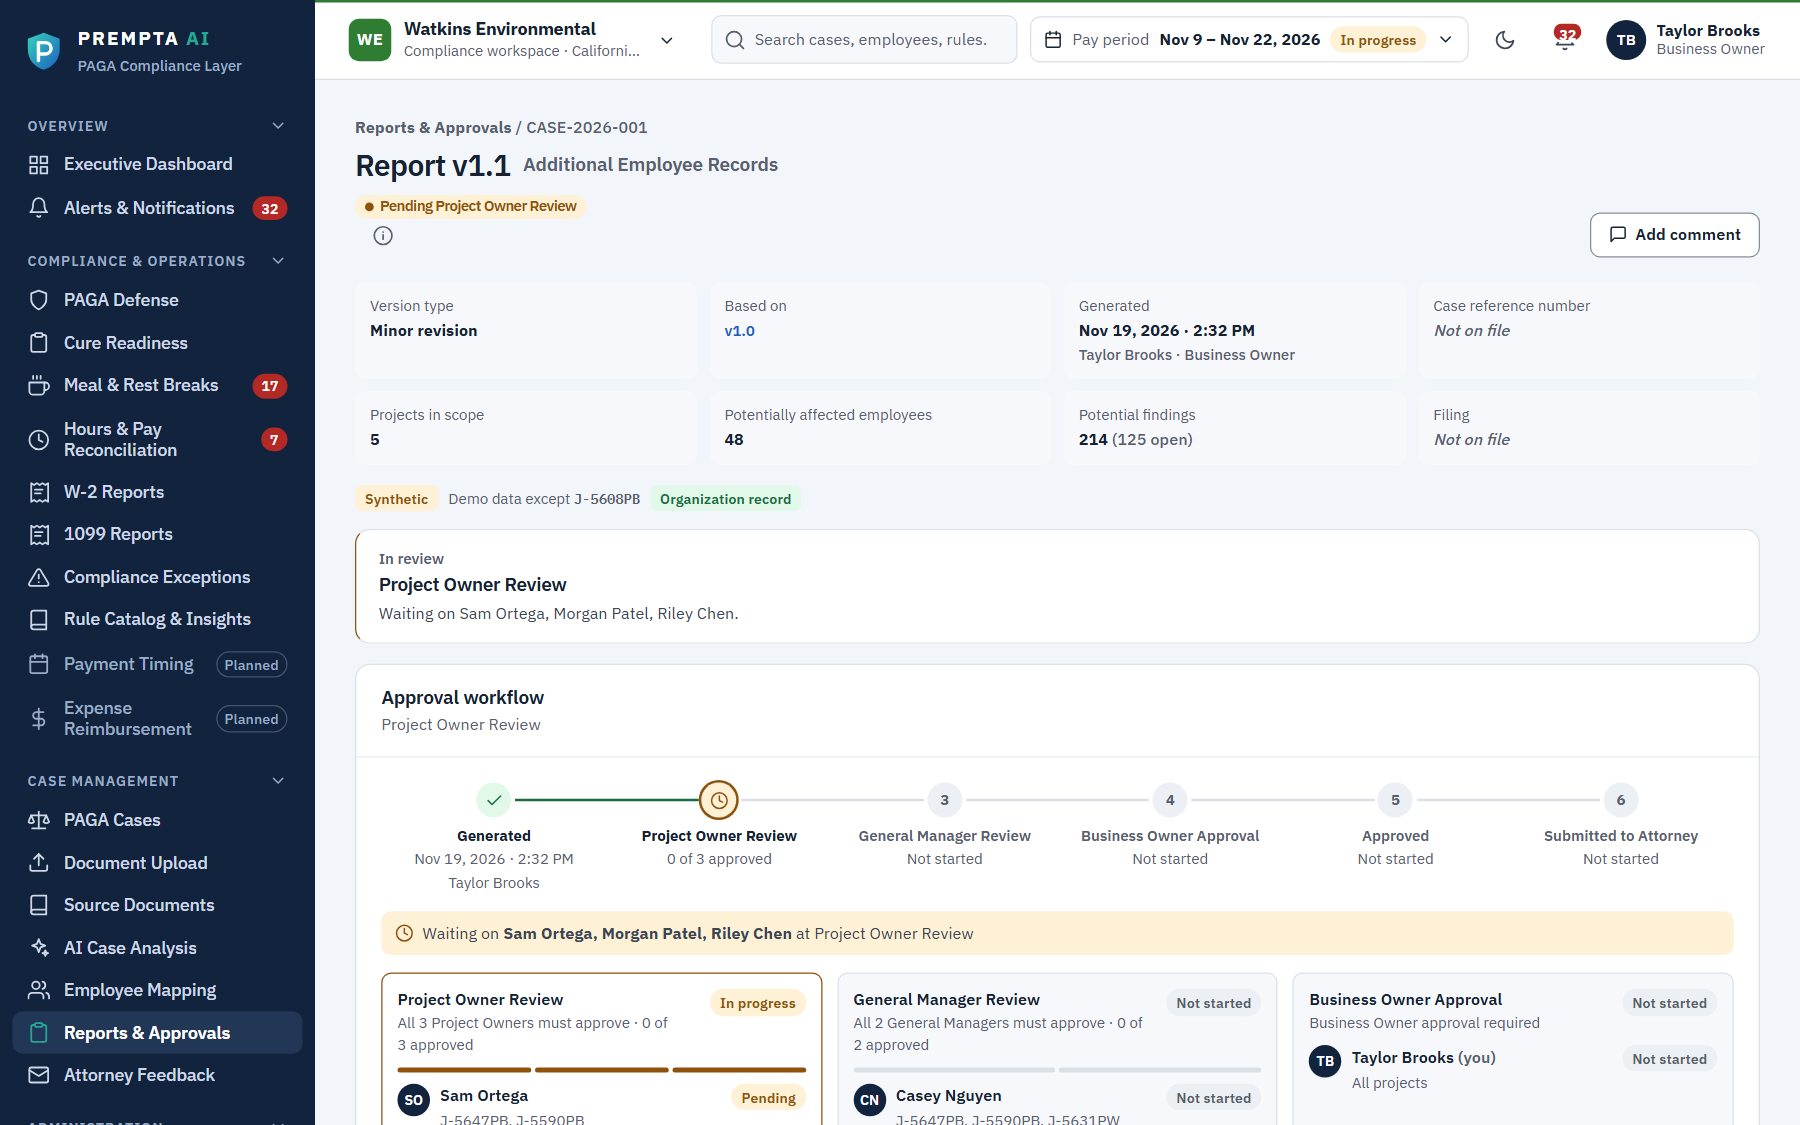 PREMPTA AI
PAGA Compliance Layer
OVERVIEW
Executive Dashboard
Alerts & Notifications 32
COMPLIANCE & OPERATIONS
PAGA Defense
Cure Readiness
Meal & Rest Breaks 17
Hours & Pay
Reconciliation 7
W-2 Reports
1099 Reports
Compliance Exceptions
Rule Catalog & Insights
Payment Timing Planned
Expense
Reimbursement Planned
CASE MANAGEMENT
PAGA Cases
Document Upload
Source Documents
AI Case Analysis
Employee Mapping
Reports & Approvals
Attorney Feedback
ADMINISTRATION
WE Watkins Environmental
Compliance workspace · Californi...
Search cases, employees, rules.
Pay period Nov 9 – Nov 22, 2026 In progress
32
TB Taylor Brooks
Business Owner
Reports & Approvals / CASE-2026-001
Report v1.1 Additional Employee Records
Pending Project Owner Review
Add comment
Version type
Minor revision
Based on
v1.0
Generated
Nov 19, 2026 · 2:32 PM
Taylor Brooks · Business Owner
Case reference number
Not on file
Projects in scope
5
Potentially affected employees
48
Potential findings
214 (125 open)
Filing
Not on file
Synthetic Demo data except J-5608PB Organization record
In review
Project Owner Review
Waiting on Sam Ortega, Morgan Patel, Riley Chen.
Approval workflow
Project Owner Review
Generated
Nov 19, 2026 · 2:32 PM
Taylor Brooks
Project Owner Review
0 of 3 approved
3
General Manager Review
Not started
4
Business Owner Approval
Not started
5
Approved
Not started
6
Submitted to Attorney
Not started
Waiting on Sam Ortega, Morgan Patel, Riley Chen at Project Owner Review
Project Owner Review In progress
All 3 Project Owners must approve · 0 of
3 approved
SO Sam Ortega Pending
J-5647PB, J-5590PB
General Manager Review Not started
All 2 General Managers must approve · 0 of
2 approved
CN Casey Nguyen Not started
J-5647PB, J-5590PB, J-5631PW
Business Owner Approval Not started
Business Owner approval required
TB Taylor Brooks (you) Not started
All projects